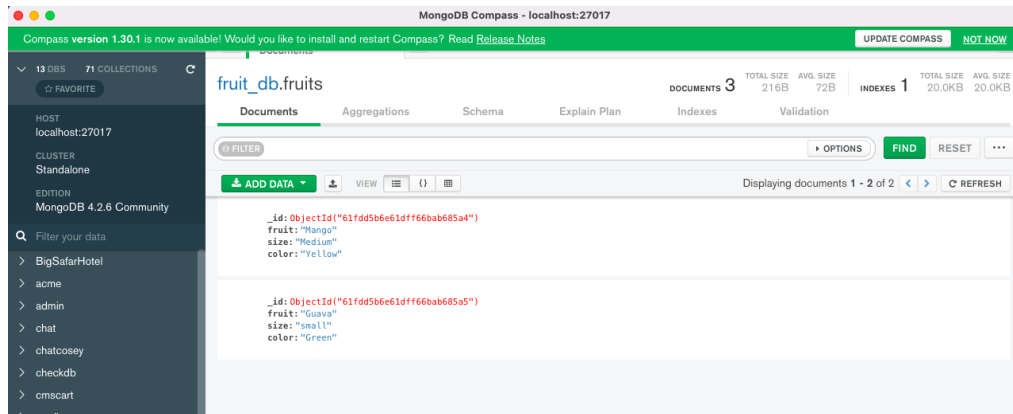 MongoDB Compass - localhost:27017
Compass version 1.30.1 is now available! Would you like to install and restart Compass? Read Release Notes
UPDATE COMPASS NOT NOW
Documents
13 DBS 71 COLLECTIONS
FAVORITE
HOST
localhost:27017
CLUSTER
Standalone
EDITION
MongoDB 4.2.6 Community
Filter your data
BigSafarHotel
acme
admin
chat
chatcosey
checkdb
cmscart
fruit_db.fruits
DOCUMENTS 3 TOTAL SIZE 216B AVG. SIZE 72B INDEXES 1 TOTAL SIZE 20.0KB AVG. SIZE 20.0KB
Documents Aggregations Schema Explain Plan Indexes Validation
FILTER OPTIONS FIND RESET ...
ADD DATA VIEW {} Displaying documents 1 - 2 of 2 < > REFRESH
_id: ObjectId("61fdd5b6e61dff66bab685a4")
fruit: "Mango"
size: "Medium"
color: "Yellow"
_id: ObjectId("61fdd5b6e61dff66bab685a5")
fruit: "Guava"
size: "small"
color: "Green"